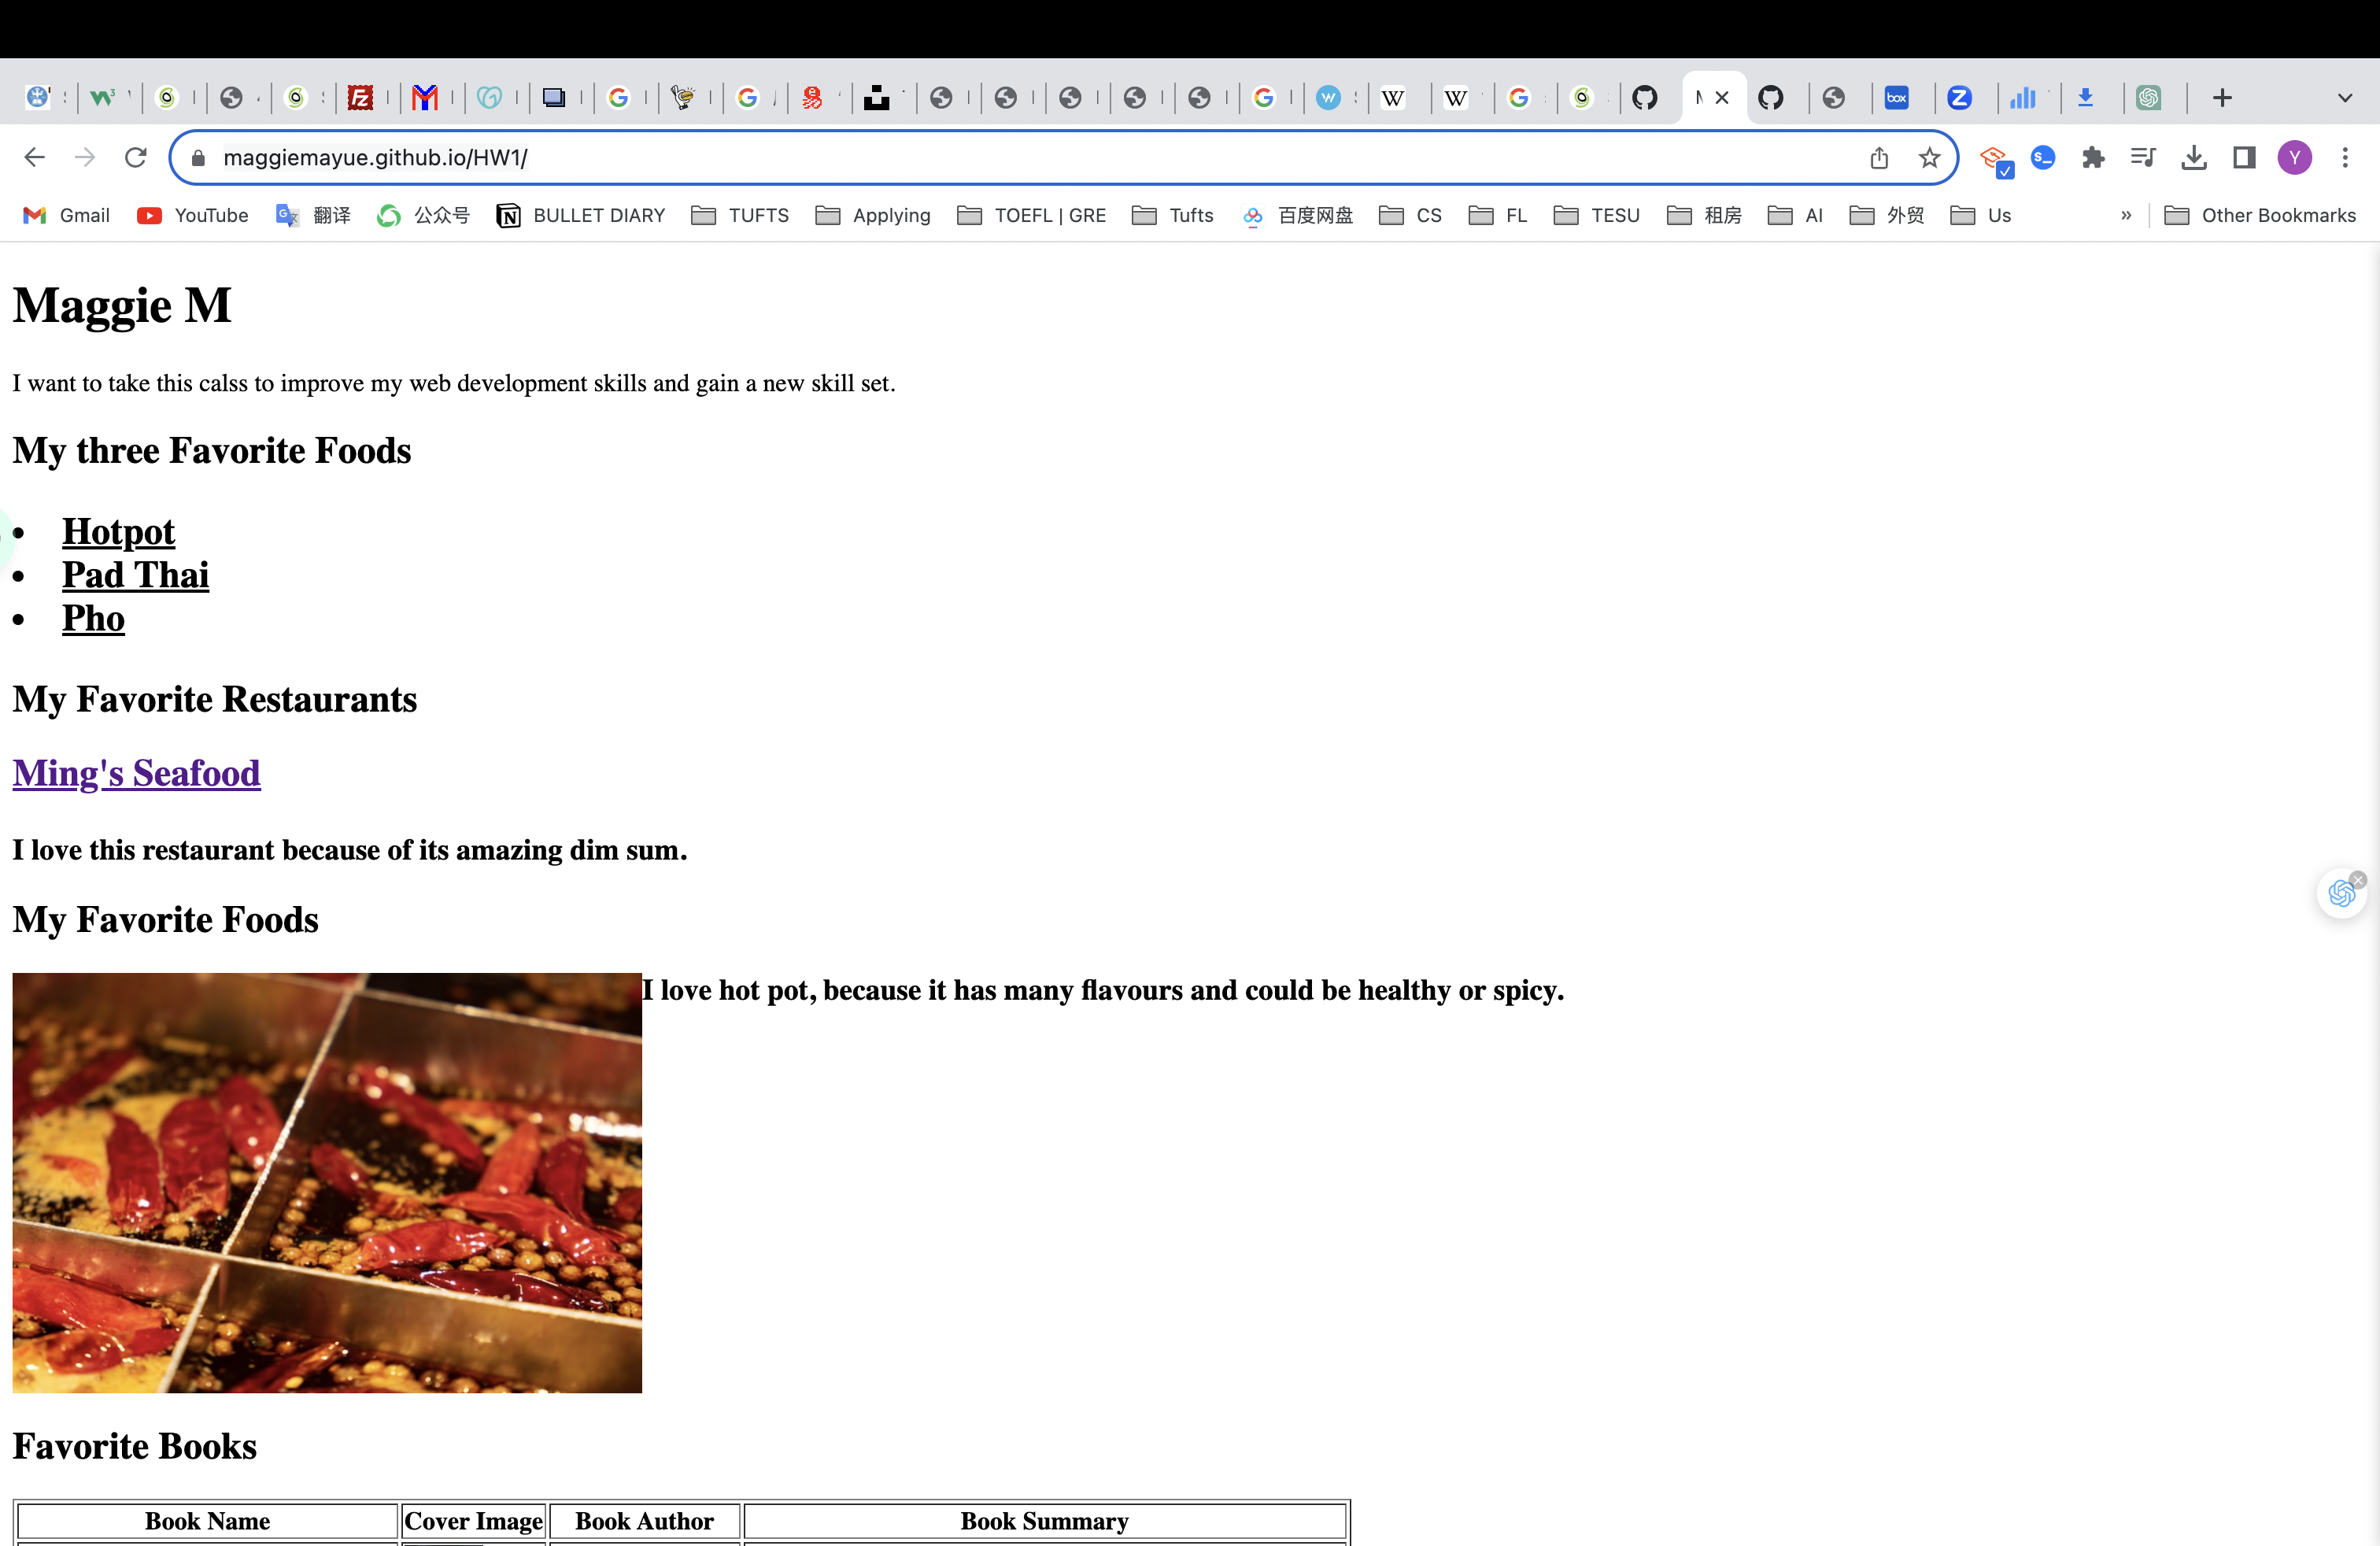 maggiemayue.github.io/HW1/
Y
Gmail YouTube 翻译 公众号 BULLET DIARY TUFTS Applying TOEFL | GRE Tufts 百度网盘 CS FL TESU 租房 AI 外贸 Us » Other Bookmarks
Maggie M
I want to take this calss to improve my web development skills and gain a new skill set.
My three Favorite Foods
• Hotpot
• Pad Thai
• Pho
My Favorite Restaurants
Ming's Seafood
I love this restaurant because of its amazing dim sum.
My Favorite Foods
I love hot pot, because it has many flavours and could be healthy or spicy.
Favorite Books
Book Name Cover Image Book Author Book Summary